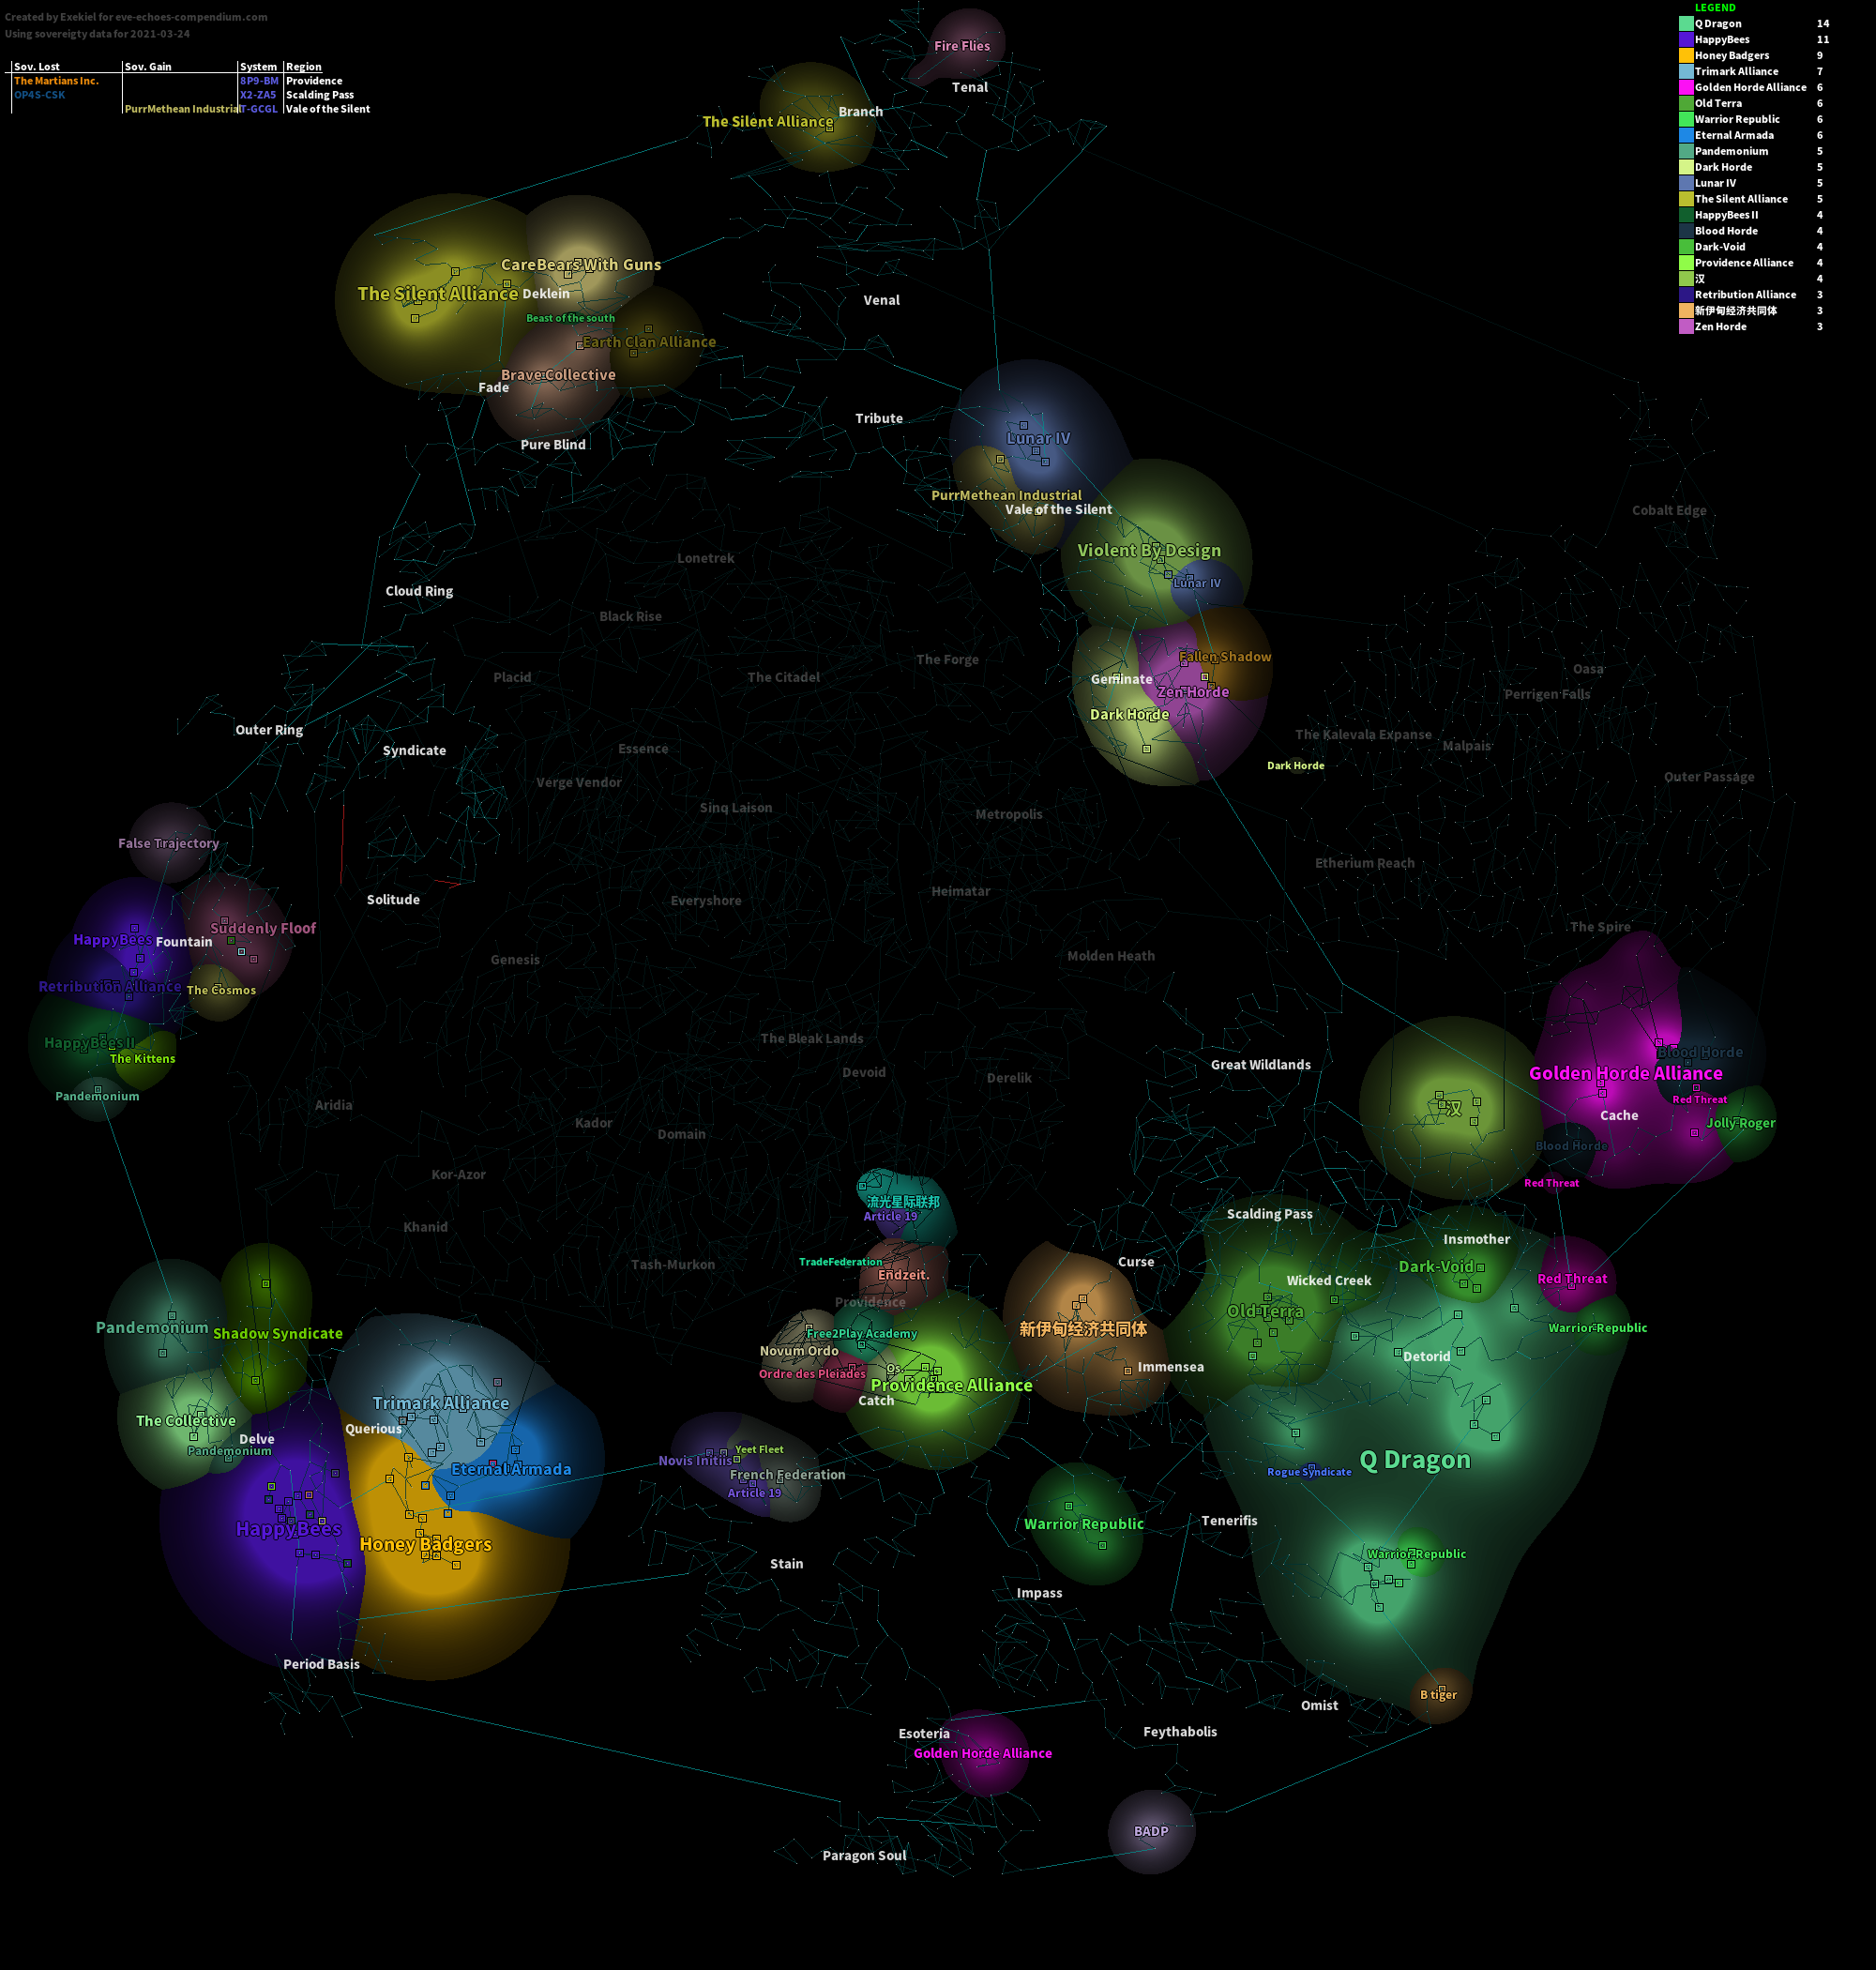 Created by Exekiel for eve-echoes-compendium.com
Using sovereigty data for 2021-03-24
Sov. Lost Sov. Gain System Region
The Martians Inc. 8P9-BM Providence
OP4S-CSK X2-ZA5 Scalding Pass
PurrMethean Industrial T-GCGL Vale of the Silent
LEGEND
Q Dragon 14
HappyBees 11
Honey Badgers 9
Trimark Alliance 7
Golden Horde Alliance 6
Old Terra 6
Warrior Republic 6
Eternal Armada 6
Pandemonium 5
Dark Horde 5
Lunar IV 5
The Silent Alliance 5
HappyBees II 4
Blood Horde 4
Dark-Void 4
Providence Alliance 4
汉 4
Retribution Alliance 3
新伊甸经济共同体 3
Zen Horde 3
Fire Flies
Tenal
Branch
The Silent Alliance
CareBears With Guns
The Silent Alliance
Deklein
Venal
Beast of the south
Earth Clan Alliance
Brave Collective
Fade
Tribute
Lunar IV
Pure Blind
PurrMethean Industrial
Vale of the Silent
Cobalt Edge
Violent By Design
Lonetrek
Lunar IV
Cloud Ring
Black Rise
Fallen Shadow
The Forge
Oasa
Placid
The Citadel
Geminate
Zen Horde
Perrigen Falls
Dark Horde
Outer Ring
The Kalevala Expanse
Syndicate
Essence
Malpais
Dark Horde
Outer Passage
Verge Vendor
Sinq Laison
Metropolis
False Trajectory
Etherium Reach
Solitude
Everyshore
Heimatar
Suddenly Floof
The Spire
HappyBees
Fountain
Genesis
Molden Heath
Retribution Alliance
The Cosmos
HappyBees II
The Bleak Lands
Blood Horde
The Kittens
Great Wildlands
Devoid
Derelik
Golden Horde Alliance
Pandemonium
Red Threat
Aridia
汉
Cache
Kador
Jolly Roger
Domain
Blood Horde
Kor-Azor
Red Threat
流光星际联邦
Article 19
Scalding Pass
Khanid
Insmother
TradeFederation
Tash-Murkon
Curse
Dark-Void
Endzeit.
Wicked Creek
Red Threat
Providence
Old Terra
Pandemonium
Shadow Syndicate
Free2Play Academy
新伊甸经济共同体
Warrior Republic
Novum Ordo
Detorid
Os
Immensea
Ordre des Pleiades
Providence Alliance
Trimark Alliance
Catch
The Collective
Querious
Delve
Pandemonium
Yeet Fleet
Novis Initiis
Q Dragon
Eternal Armada
French Federation
Rogue Syndicate
Article 19
HappyBees
Warrior Republic
Tenerifis
Honey Badgers
Warrior Republic
Stain
Impass
Period Basis
B tiger
Omist
Esoteria
Feythabolis
Golden Horde Alliance
BADP
Paragon Soul